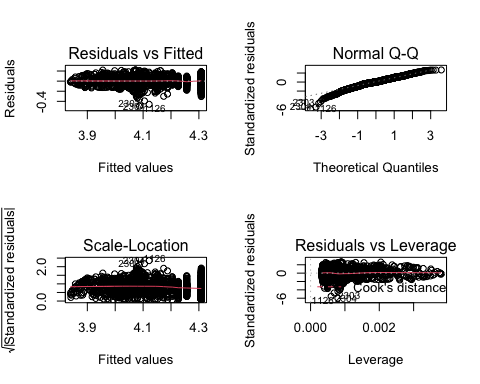 Residuals vs Fitted
Residuals
-0.4
1126
3.9 4.1 4.3
Fitted values
Normal Q-Q
Standardized residuals
0
-6
1126
-3 -1 1 3
Theoretical Quantiles
Scale-Location
√|Standardized residuals|
2.0
1.0
0.0
1126
3.9 4.1 4.3
Fitted values
Residuals vs Leverage
Standardized residuals
0
-6
Cook's distance
0.000 0.002
Leverage